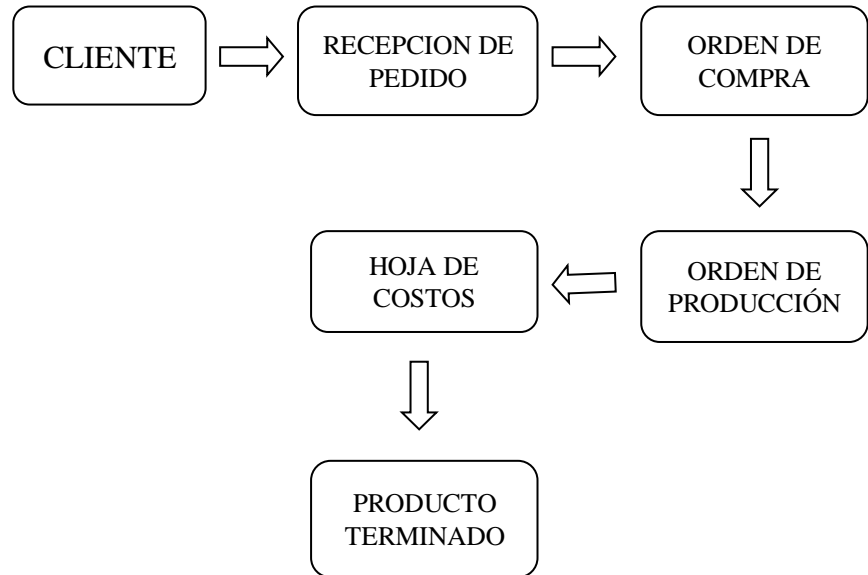 CLIENTE
RECEPCION DE
PEDIDO
ORDEN DE
COMPRA
ORDEN DE
PRODUCCIÓN
HOJA DE
COSTOS
PRODUCTO
TERMINADO